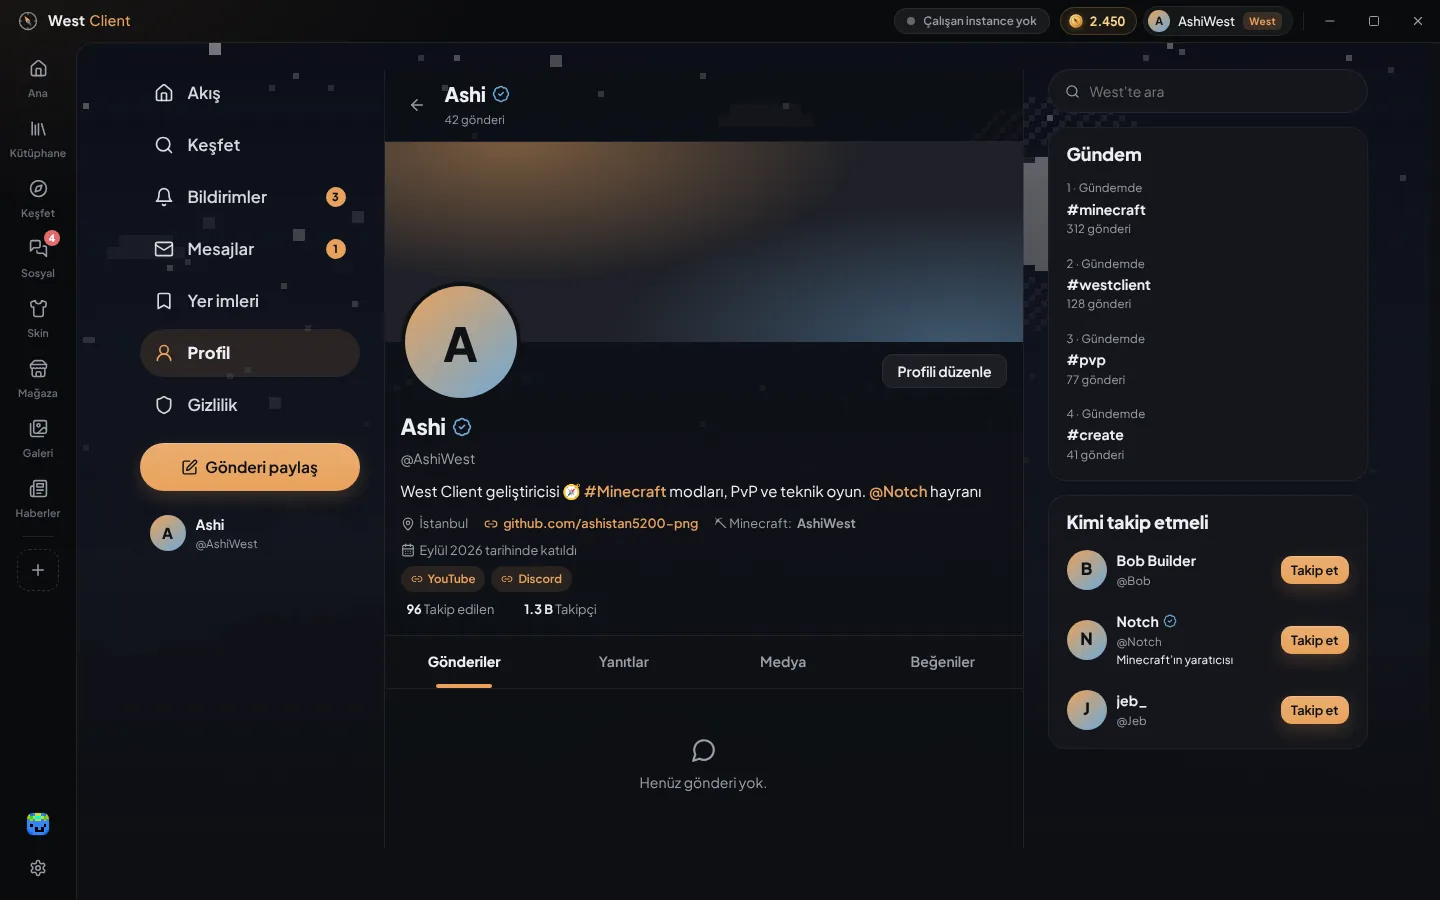 West Client
Çalışan instance yok
2.450
A
AshiWest
West
Ana
Kütüphane
Keşfet
4
Sosyal
Skin
Mağaza
Galeri
Haberler
Akış
Keşfet
Bildirimler
3
Mesajlar
1
Yer imleri
Profil
Gizlilik
Gönderi paylaş
A
Ashi
@AshiWest
Ashi
42 gönderi
A
Profili düzenle
Ashi
@AshiWest
West Client geliştiricisi 🧭 #Minecraft modları, PvP ve teknik oyun. @Notch hayranı
İstanbul
github.com/ashistan5200-png
⛏ Minecraft: AshiWest
Eylül 2026 tarihinde katıldı
YouTube
Discord
96 Takip edilen
1.3 B Takipçi
Gönderiler
Yanıtlar
Medya
Beğeniler
Henüz gönderi yok.
West'te ara
Gündem
1 · Gündemde
#minecraft
312 gönderi
2 · Gündemde
#westclient
128 gönderi
3 · Gündemde
#pvp
77 gönderi
4 · Gündemde
#create
41 gönderi
Kimi takip etmeli
B
Bob Builder
@Bob
Takip et
N
Notch
@Notch
Minecraft'ın yaratıcısı
Takip et
J
jeb_
@Jeb
Takip et